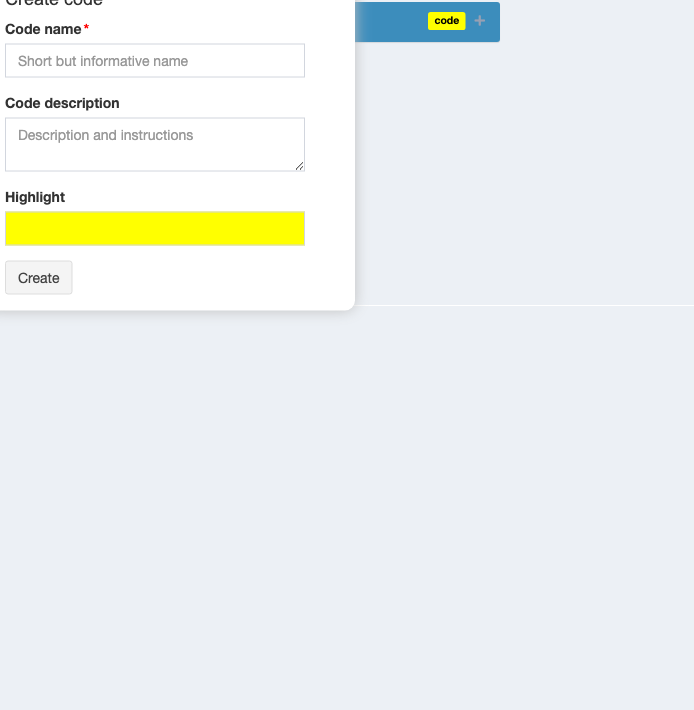 Create code
Code name*
Short but informative name
Code description
Description and instructions
Highlight
Create
code +